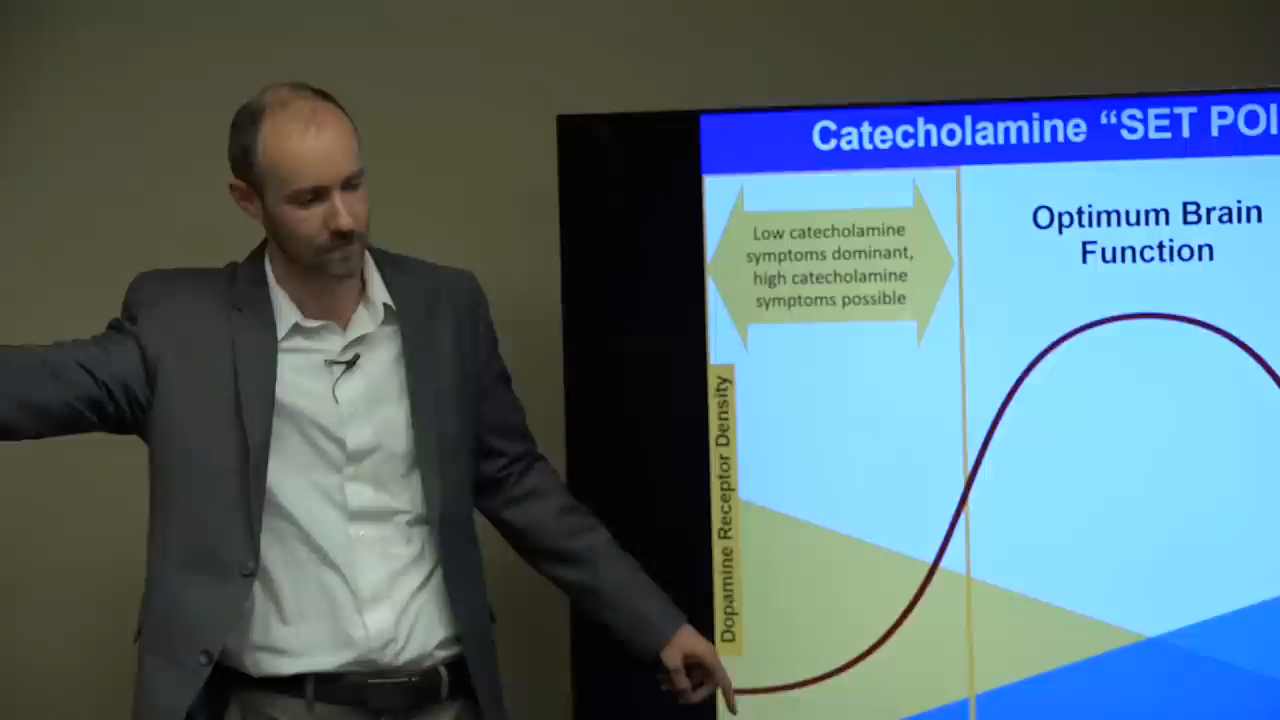 Catecholamine “SET POI
Low catecholamine
symptoms dominant,
high catecholamine
symptoms possible
Optimum Brain
Function
Dopamine Receptor Density